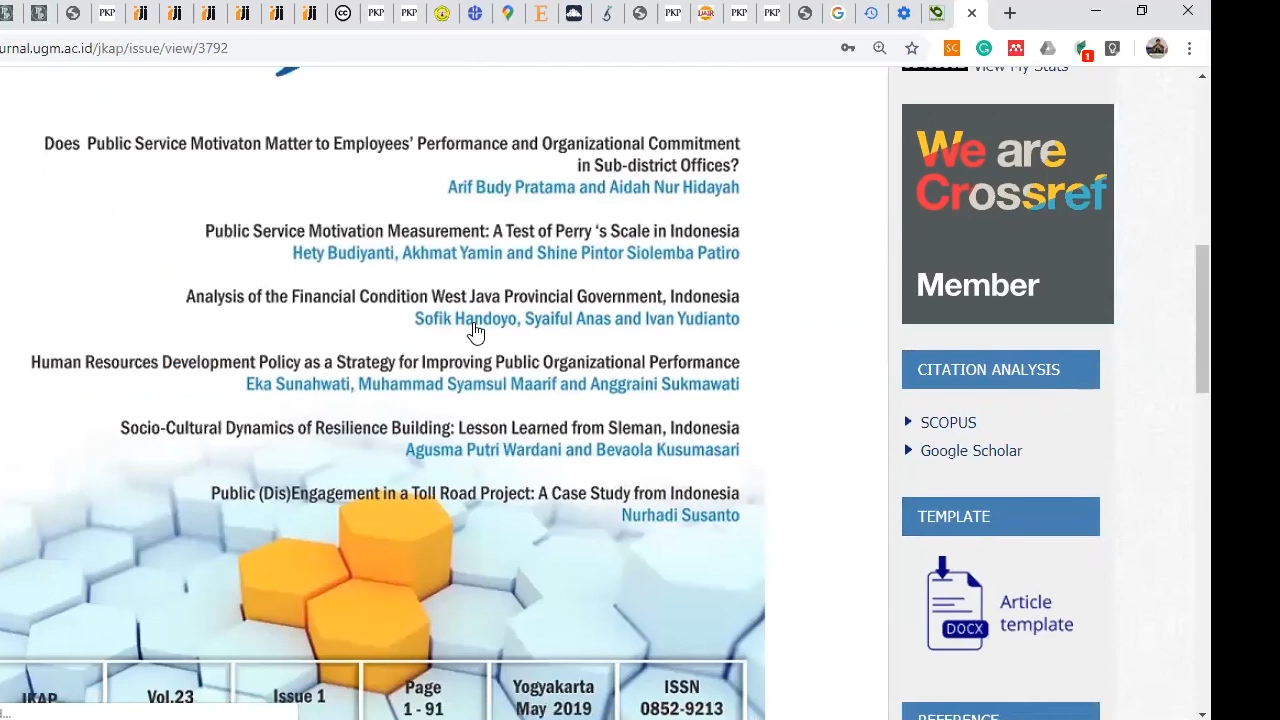 urnal.ugm.ac.id/jkap/issue/view/3792
View My Stats
Does Public Service Motivaton Matter to Employees' Performance and Organizational Commitment
in Sub-district Offices?
Arif Budy Pratama and Aidah Nur Hidayah
Public Service Motivation Measurement: A Test of Perry 's Scale in Indonesia
Hety Budiyanti, Akhmat Yamin and Shine Pintor Siolemba Patiro
Analysis of the Financial Condition West Java Provincial Government, Indonesia
Sofik Handoyo, Syaiful Anas and Ivan Yudianto
Human Resources Development Policy as a Strategy for Improving Public Organizational Performance
Eka Sunahwati, Muhammad Syamsul Maarif and Anggraini Sukmawati
Socio-Cultural Dynamics of Resilience Building: Lesson Learned from Sleman, Indonesia
Agusma Putri Wardani and Bevaola Kusumasari
Public (Dis)Engagement in a Toll Road Project: A Case Study from Indonesia
Nurhadi Susanto
JKAP
Vol.23
Issue 1
Page
1 - 91
Yogyakarta
May 2019
ISSN
0852-9213
We are
Crossref
Member
CITATION ANALYSIS
SCOPUS
Google Scholar
TEMPLATE
DOCX
Article
template
REFERENCE